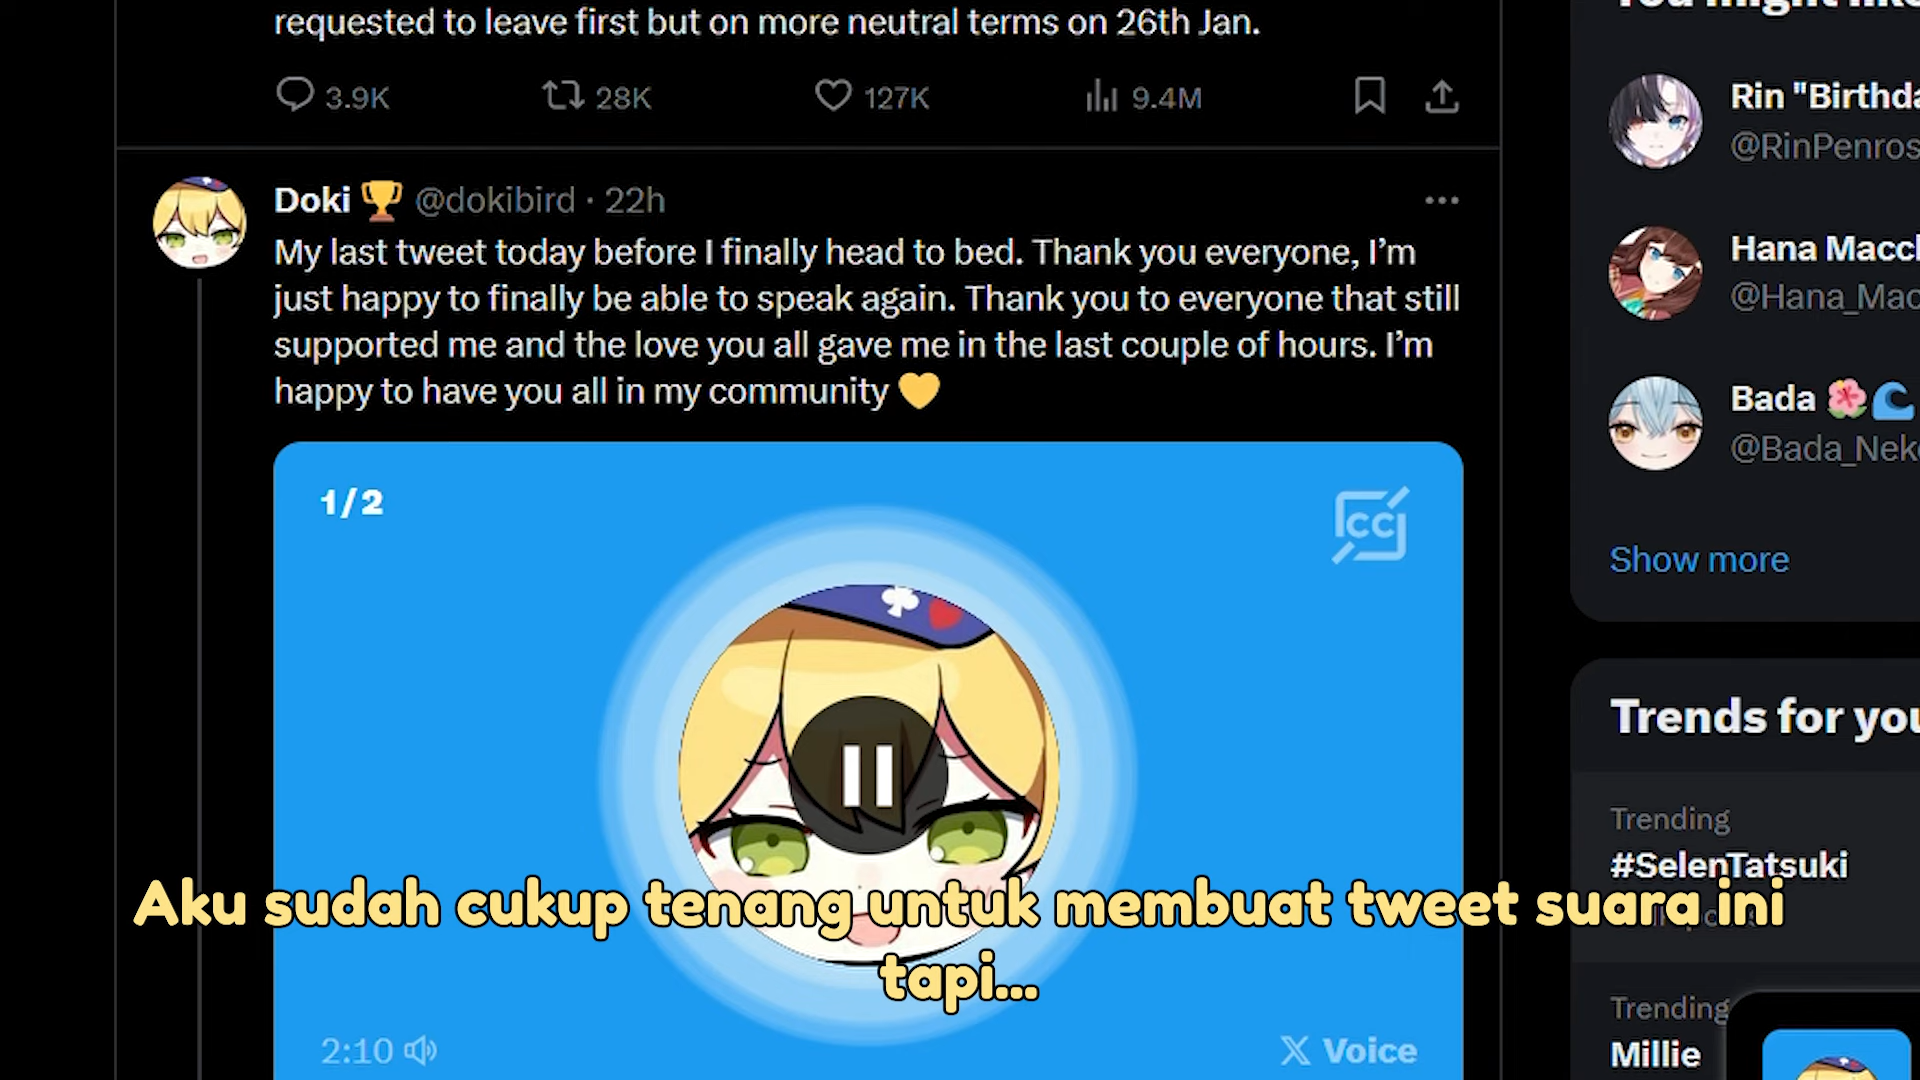 requested to leave first but on more neutral terms on 26th Jan.
3.9K 28K 127K 9.4M
Doki 🏆 @dokibird · 22h
My last tweet today before I finally head to bed. Thank you everyone, I’m
just happy to finally be able to speak again. Thank you to everyone that still
supported me and the love you all gave me in the last couple of hours. I’m
happy to have you all in my community 💛
1/2
CC
Aku sudah cukup tenang untuk membuat tweet suara ini
tapi...
2:10
X Voice
You might like
Rin "Birthda
@RinPenros
Hana Macc
@Hana_Mac
Bada 🌺🌊
@Bada_Nek
Show more
Trends for you
Trending
#SelenTatsuki
Trending
Millie